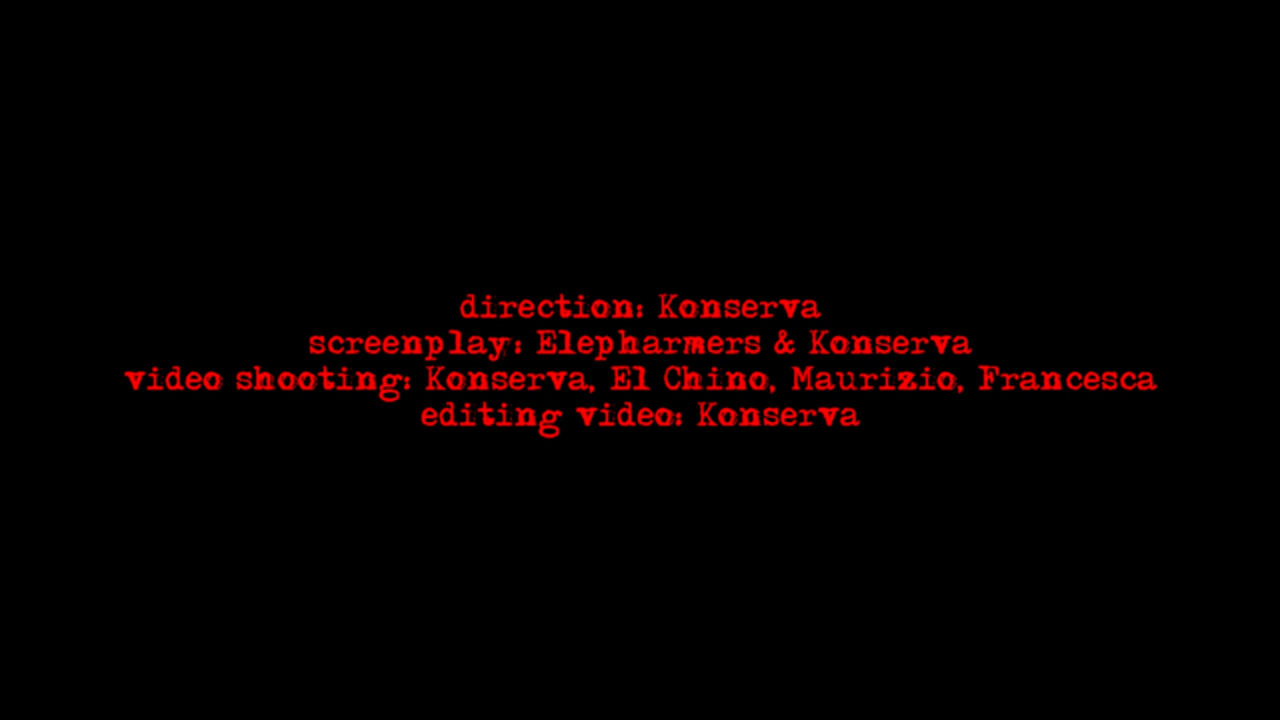 direction: Konserva
screenplay: Elepharmers & Konserva
video shooting: Konserva, El Chino, Maurizio, Francesca
editing video: Konserva